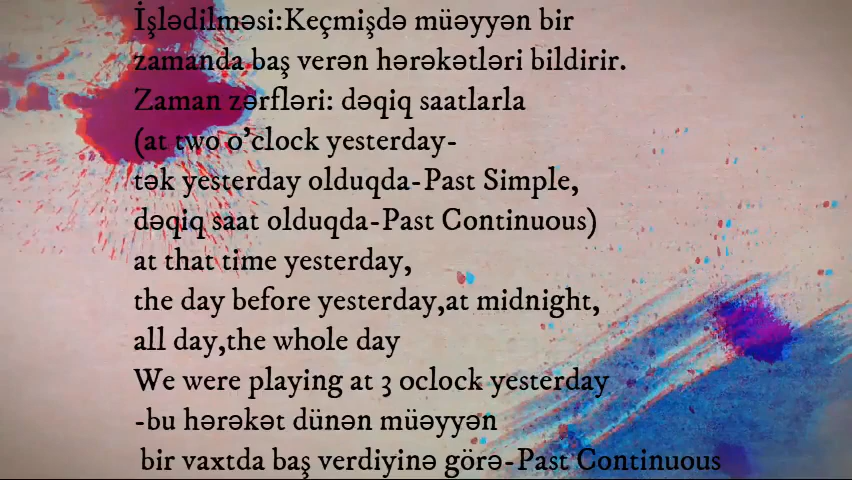 İşlədilməsi:Keçmişdə müəyyən bir
zamanda baş verən hərəkətləri bildirir.
Zaman zərfləri: dəqiq saatlarla
(at two o'clock yesterday-
tək yesterday olduqda-Past Simple,
dəqiq saat olduqda-Past Continuous)
at that time yesterday,
the day before yesterday,at midnight,
all day,the whole day
We were playing at 3 oclock yesterday
-bu hərəkət dünən müəyyən
bir vaxtda baş verdiyinə görə-Past Continuous